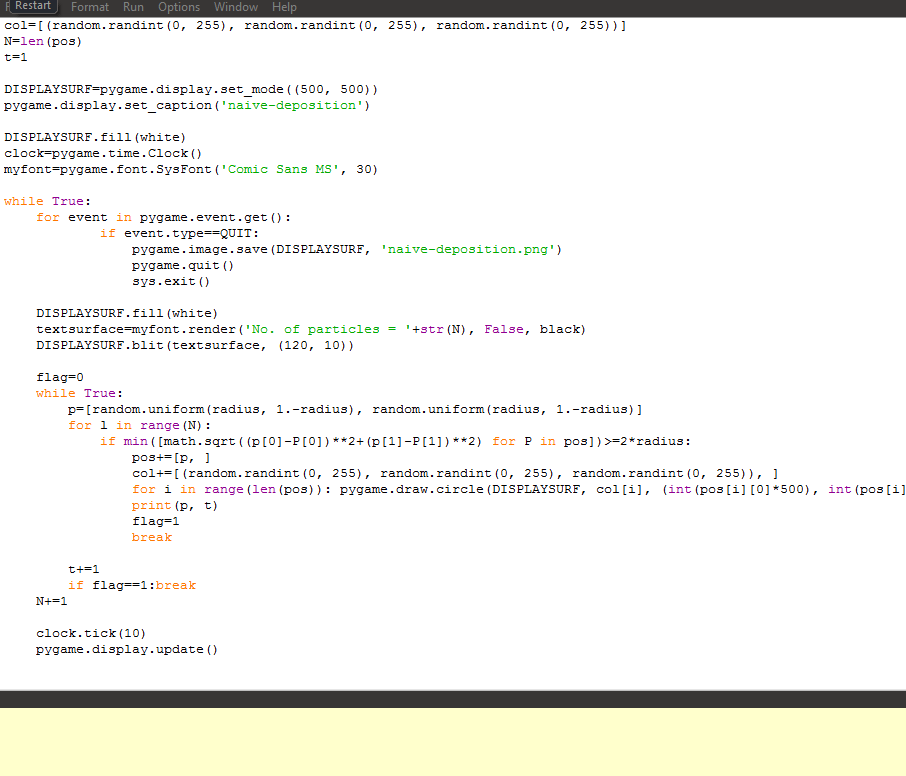 Restart Format Run Options Window Help
col=[(random.randint(0, 255), random.randint(0, 255), random.randint(0, 255))]
N=len(pos)
t=1
DISPLAYSURF=pygame.display.set_mode((500, 500))
pygame.display.set_caption('naive-deposition')
DISPLAYSURF.fill(white)
clock=pygame.time.Clock()
myfont=pygame.font.SysFont('Comic Sans MS', 30)
while True:
    for event in pygame.event.get():
            if event.type==QUIT:
                pygame.image.save(DISPLAYSURF, 'naive-deposition.png')
                pygame.quit()
                sys.exit()
    DISPLAYSURF.fill(white)
    textsurface=myfont.render('No. of particles = '+str(N), False, black)
    DISPLAYSURF.blit(textsurface, (120, 10))
    flag=0
    while True:
        p=[random.uniform(radius, 1.-radius), random.uniform(radius, 1.-radius)]
        for l in range(N):
            if min([math.sqrt((p[0]-P[0])**2+(p[1]-P[1])**2) for P in pos])>=2*radius:
                pos+=[p, ]
                col+=[(random.randint(0, 255), random.randint(0, 255), random.randint(0, 255)), ]
                for i in range(len(pos)): pygame.draw.circle(DISPLAYSURF, col[i], (int(pos[i][0]*500), int(pos[i]
                print(p, t)
                flag=1
                break
        t+=1
        if flag==1:break
    N+=1
    clock.tick(10)
    pygame.display.update()